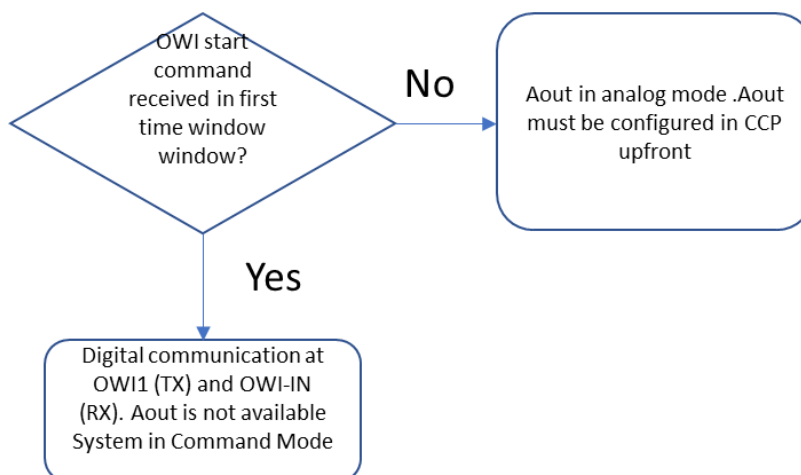 OWI start
command
received in first
time window
window?
No
Aout in analog mode .Aout
must be configured in CCP
upfront
Yes
Digital communication at
OWI1 (TX) and OWI-IN
(RX). Aout is not available
System in Command Mode